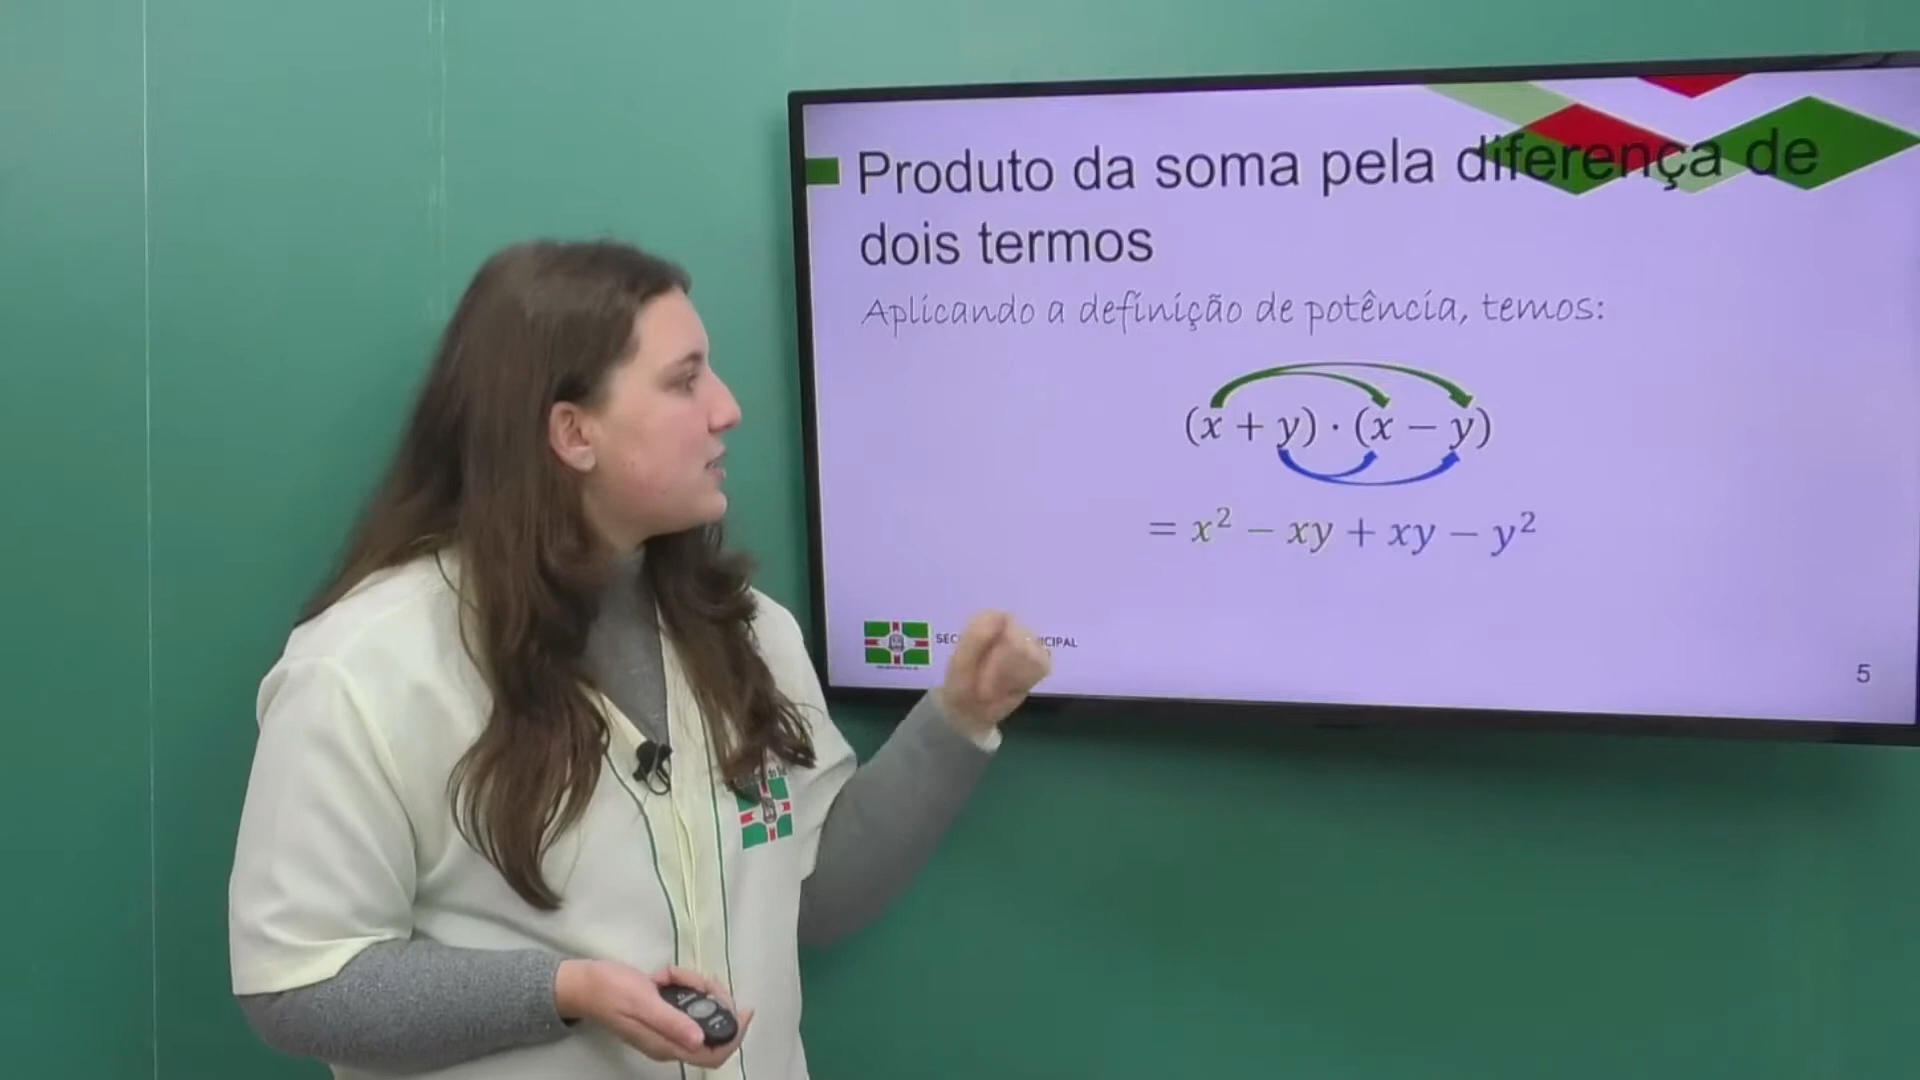 Produto da soma pela diferença de
dois termos
Aplicando a definição de potência, temos:
(x + y) · (x − y)
= x² − xy + xy − y²
5